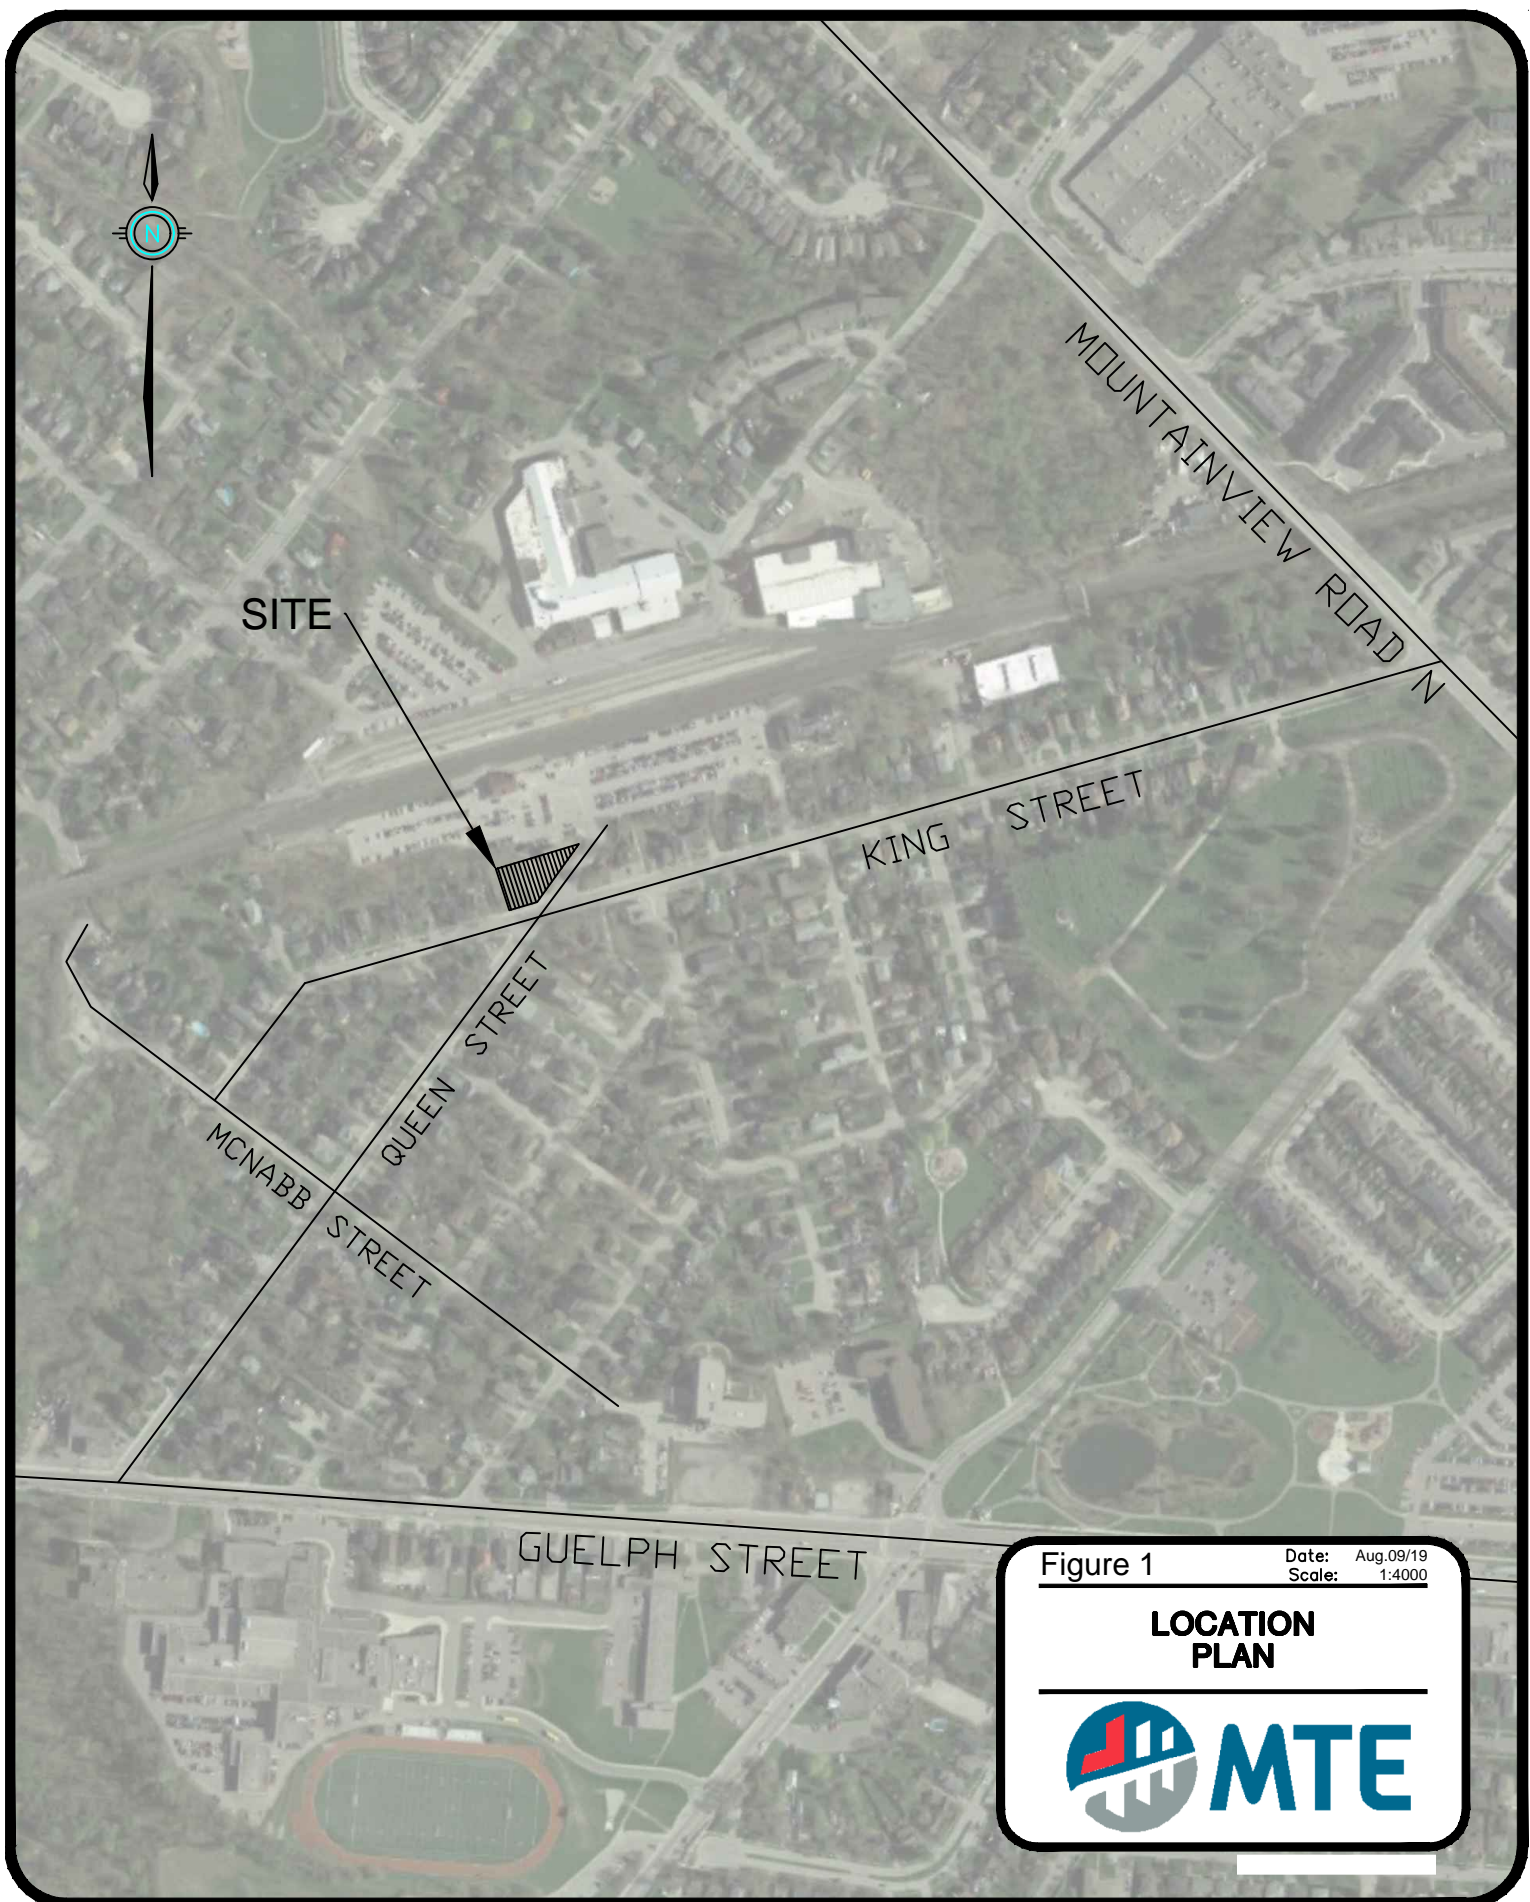 N
MOUNTAINVIEW ROAD N
SITE
KING STREET
QUEEN STREET
MCNABB STREET
GUELPH STREET
Figure 1
Date: Aug.09/19
Scale: 1:4000
LOCATION
PLAN
MTE